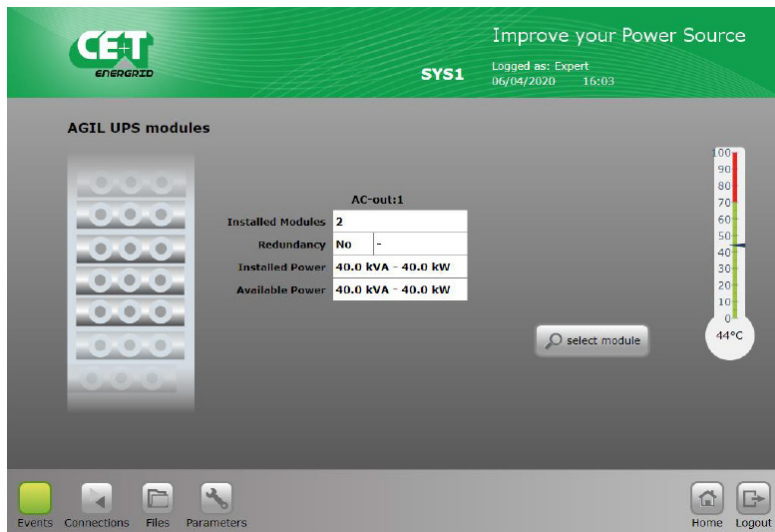 CE+T
ENERGRID
Improve your Power Source
SYS1
Logged as: Expert
06/04/2020 16:03
AGIL UPS modules
AC-out:1
Installed Modules 2
Redundancy No -
Installed Power 40.0 kVA - 40.0 kW
Available Power 40.0 kVA - 40.0 kW
select module
100
90
80
70
60
50
40
30
20
10
0
44°C
Events Connections Files Parameters Home Logout